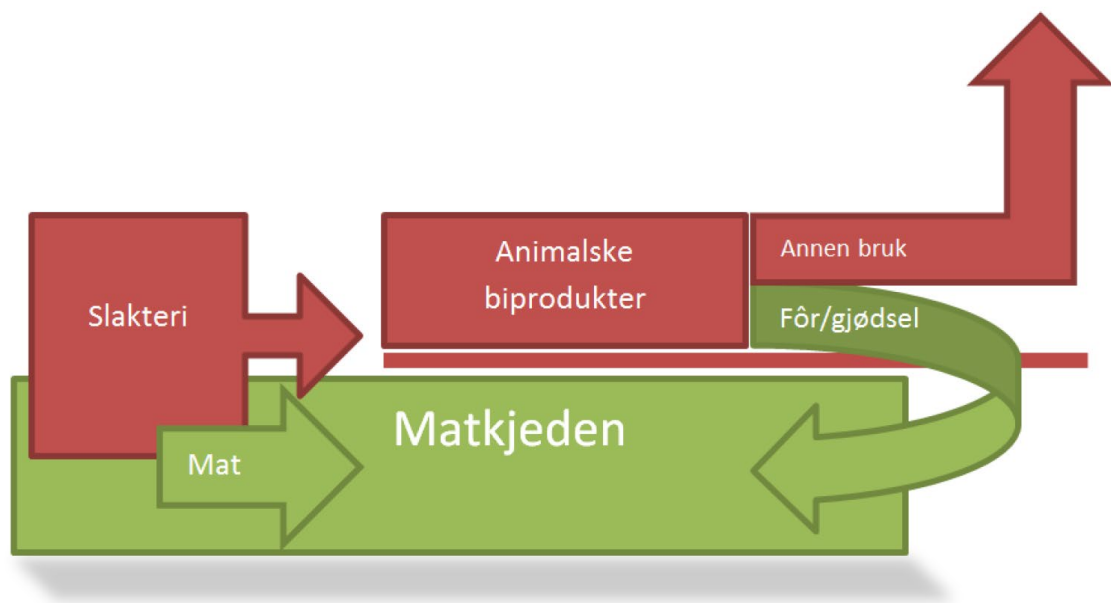 Slakteri
Animalske
biprodukter
Annen bruk
Fôr/gjødsel
Matkjeden
Mat